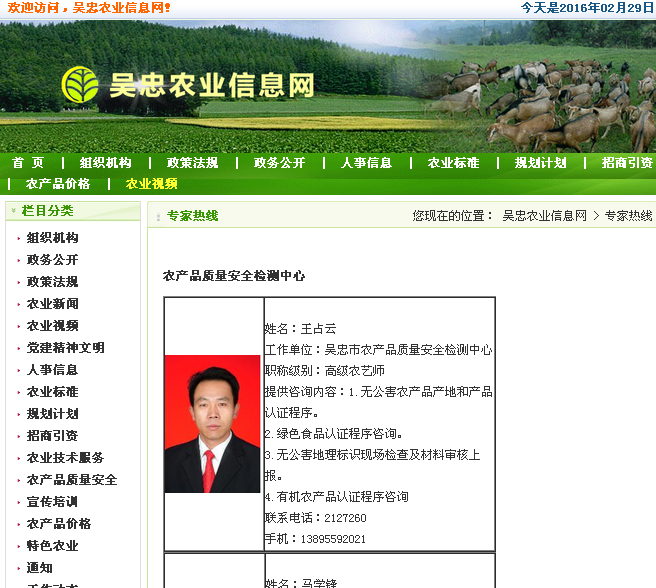 欢迎访问，吴忠农业信息网！
今天是2016年02月29日
吴忠农业信息网
首 页 | 组织机构 | 政策法规 | 政务公开 | 人事信息 | 农业标准 | 规划计划 | 招商引资
| 农产品价格 | 农业视频
栏目分类
组织机构
政务公开
政策法规
农业新闻
农业视频
党建精神文明
人事信息
农业标准
规划计划
招商引资
农业技术服务
农产品质量安全
宣传培训
农产品价格
特色农业
通知
专家热线
您现在的位置： 吴忠农业信息网 > 专家热线
农产品质量安全检测中心
姓名：王占云
工作单位：吴忠市农产品质量安全检测中心
职称级别：高级农艺师
提供咨询内容：1.无公害农产品产地和产品
认证程序。
2.绿色食品认证程序咨询。
3.无公害地理标识现场检查及材料审核上
报。
4.有机农产品认证程序咨询
联系电话：2127260
手机：13895592021
姓名：马学锋